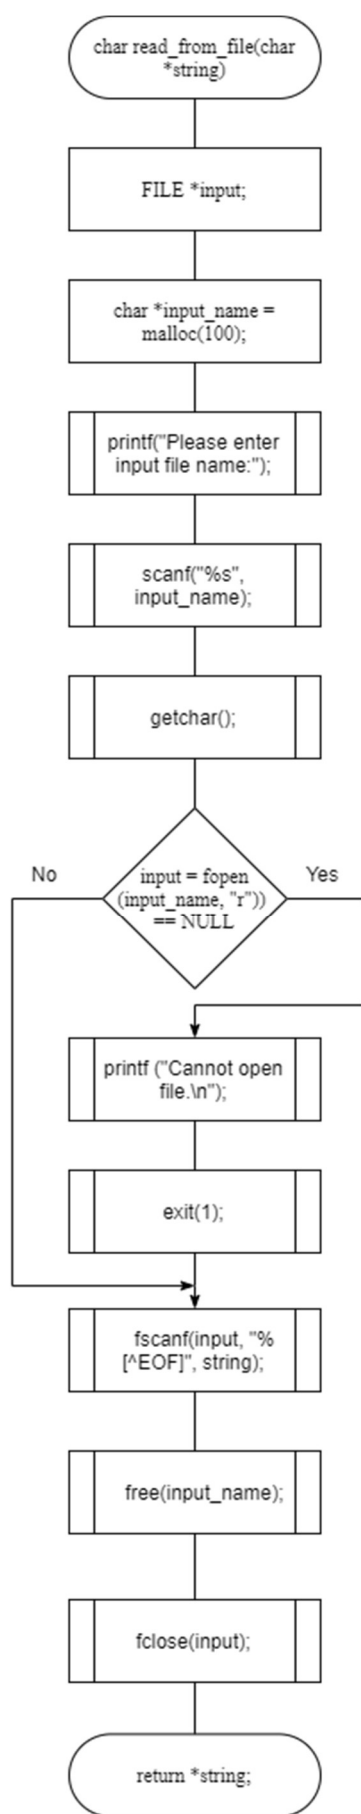 char read_from_file(char
*string)
FILE *input;
char *input_name =
malloc(100);
printf("Please enter
input file name:");
scanf("%s",
input_name);
getchar();
No
input = fopen
(input_name, "r"))
== NULL
Yes
printf ("Cannot open
file.\n");
exit(1);
fscanf(input, "%
[^EOF]", string);
free(input_name);
fclose(input);
return *string;